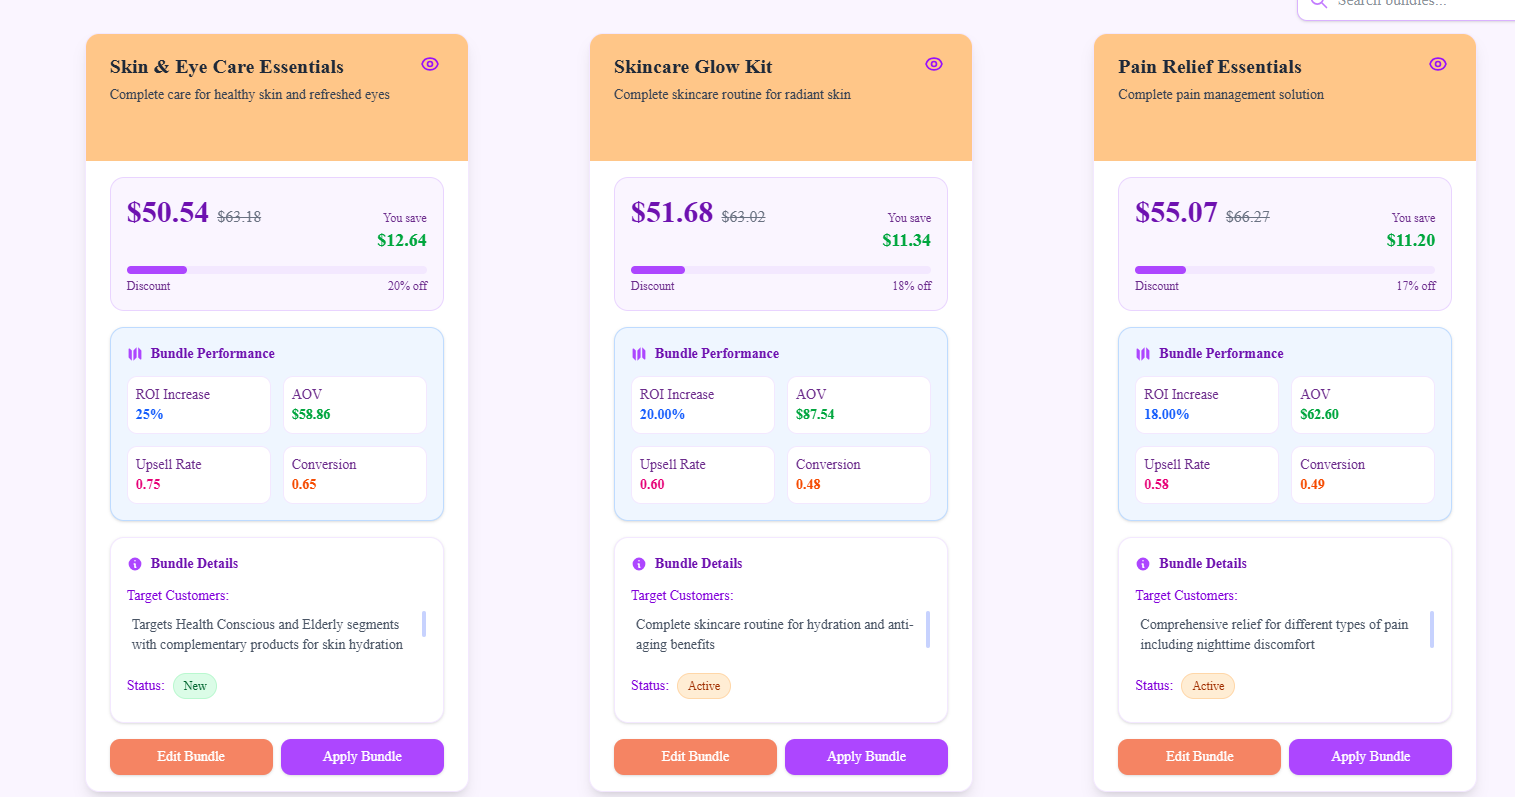 Search bundles...
Skin & Eye Care Essentials
Complete care for healthy skin and refreshed eyes
$50.54 $63.18
You save
$12.64
Discount
20% off
Bundle Performance
ROI Increase
25%
AOV
$58.86
Upsell Rate
0.75
Conversion
0.65
Bundle Details
Target Customers:
Targets Health Conscious and Elderly segments
with complementary products for skin hydration
Status: New
Edit Bundle
Apply Bundle
Skincare Glow Kit
Complete skincare routine for radiant skin
$51.68 $63.02
You save
$11.34
Discount
18% off
Bundle Performance
ROI Increase
20.00%
AOV
$87.54
Upsell Rate
0.60
Conversion
0.48
Bundle Details
Target Customers:
Complete skincare routine for hydration and anti-
aging benefits
Status: Active
Edit Bundle
Apply Bundle
Pain Relief Essentials
Complete pain management solution
$55.07 $66.27
You save
$11.20
Discount
17% off
Bundle Performance
ROI Increase
18.00%
AOV
$62.60
Upsell Rate
0.58
Conversion
0.49
Bundle Details
Target Customers:
Comprehensive relief for different types of pain
including nighttime discomfort
Status: Active
Edit Bundle
Apply Bundle